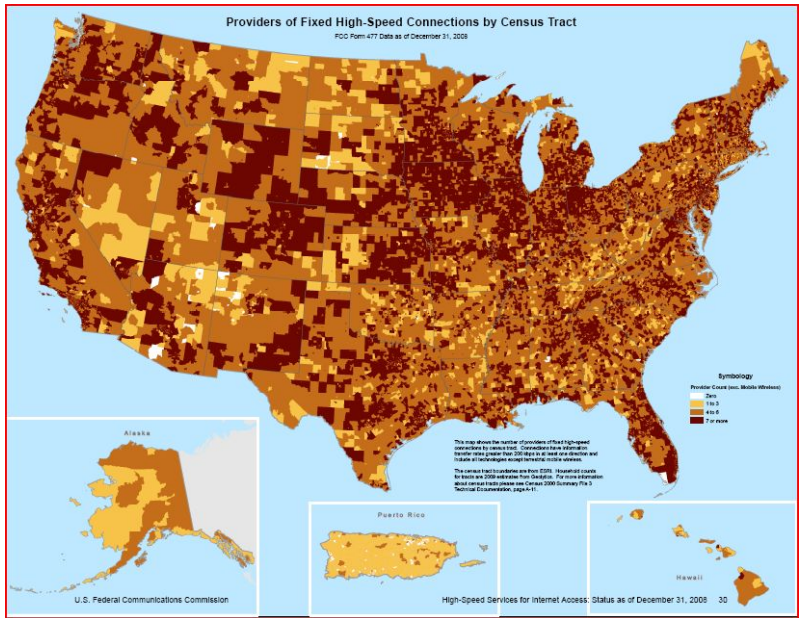 Providers of Fixed High-Speed Connections by Census Tract
FCC Form 477 Data as of December 31, 2008
Symbology
Provider Count (exc. Mobile Wireless)
Zero
1 to 3
4 to 6
7 or more
This map shows the number of providers of fixed high-speed
connections by census tract. Connections have information
transfer rates greater than 200 kbps in at least one direction and
include all technologies except terrestrial mobile wireless.
The census tract boundaries are from ESRI. Household counts
for tracts are 2009 estimates from Geolytics. For more information
about census tracts please see Census 2000 Summary File 3
Technical Documentation, page A-11.
Alaska
Puerto Rico
Hawaii
U.S. Federal Communications Commission
High-Speed Services for Internet Access: Status as of December 31, 2008 30